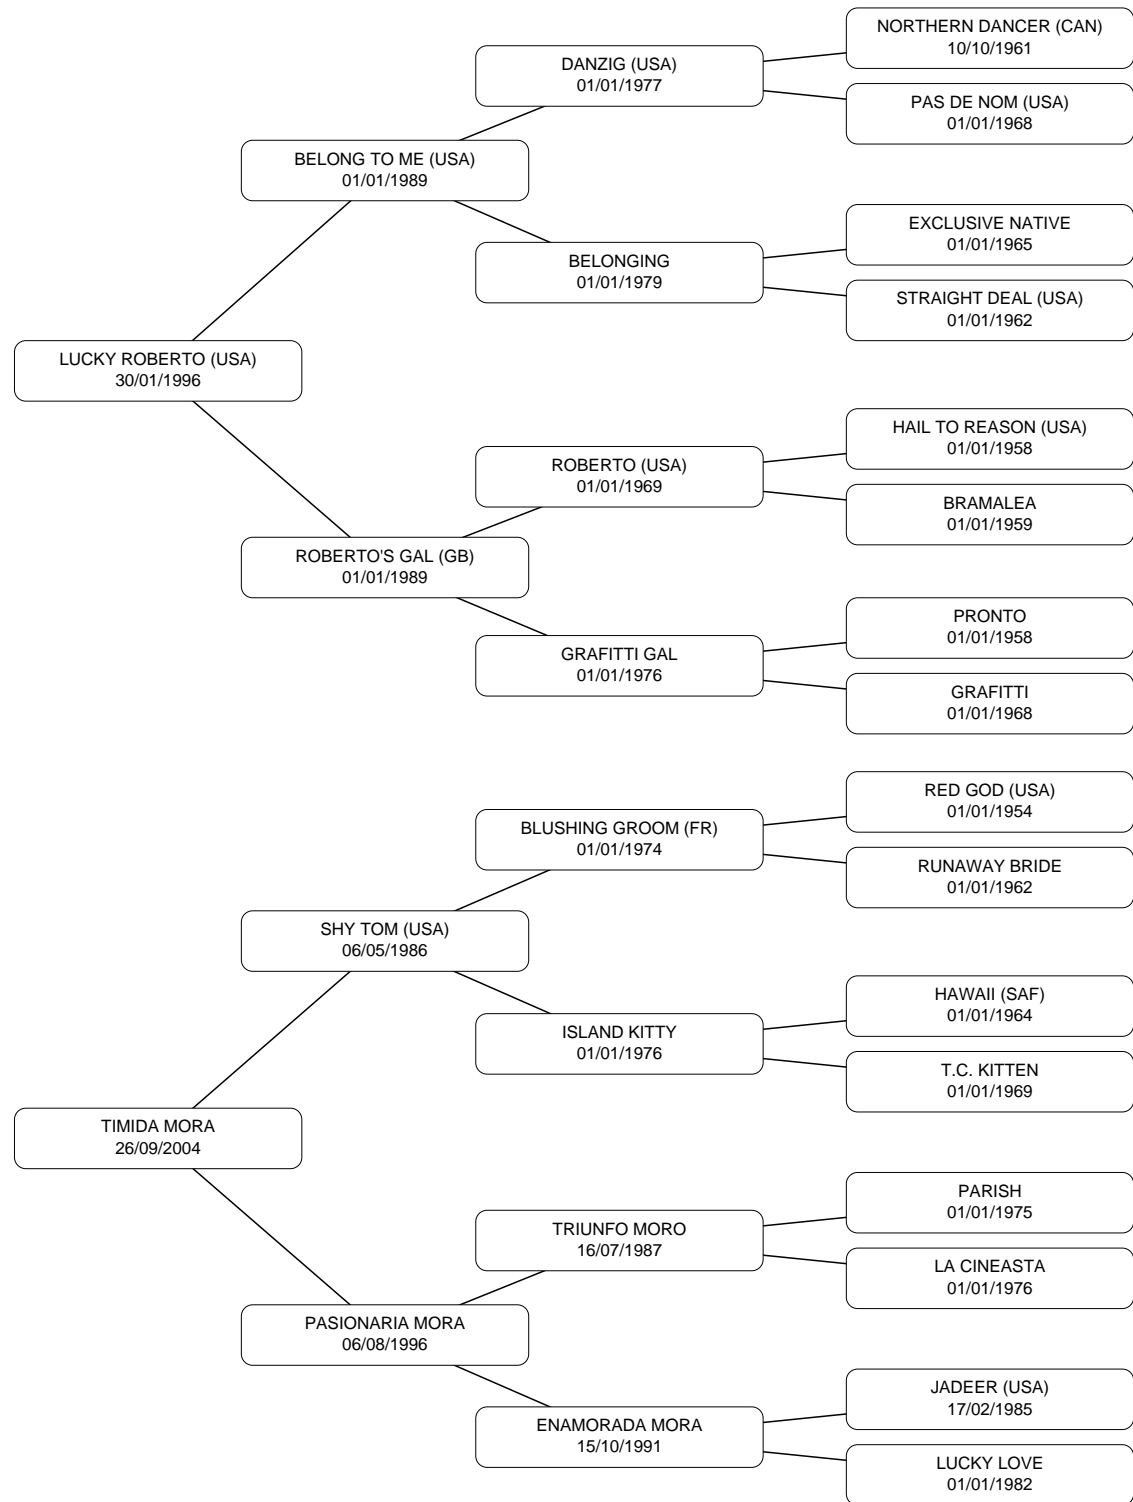 NORTHERN DANCER (CAN)
10/10/1961
DANZIG (USA)
01/01/1977
PAS DE NOM (USA)
01/01/1968
BELONG TO ME (USA)
01/01/1989
EXCLUSIVE NATIVE
01/01/1965
BELONGING
01/01/1979
STRAIGHT DEAL (USA)
01/01/1962
LUCKY ROBERTO (USA)
30/01/1996
HAIL TO REASON (USA)
01/01/1958
ROBERTO (USA)
01/01/1969
BRAMALEA
01/01/1959
ROBERTO'S GAL (GB)
01/01/1989
PRONTO
01/01/1958
GRAFITTI GAL
01/01/1976
GRAFITTI
01/01/1968
RED GOD (USA)
01/01/1954
BLUSHING GROOM (FR)
01/01/1974
RUNAWAY BRIDE
01/01/1962
SHY TOM (USA)
06/05/1986
HAWAII (SAF)
01/01/1964
ISLAND KITTY
01/01/1976
T.C. KITTEN
01/01/1969
TIMIDA MORA
26/09/2004
PARISH
01/01/1975
TRIUNFO MORO
16/07/1987
LA CINEASTA
01/01/1976
PASIONARIA MORA
06/08/1996
JADEER (USA)
17/02/1985
ENAMORADA MORA
15/10/1991
LUCKY LOVE
01/01/1982